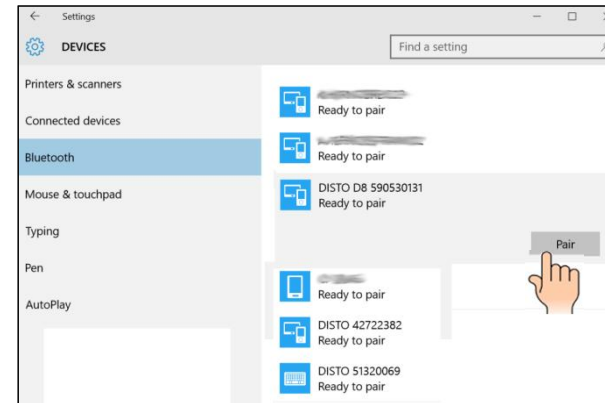 Settings
DEVICES
Find a setting
Printers & scanners
Connected devices
Bluetooth
Mouse & touchpad
Typing
Pen
AutoPlay
Ready to pair
Ready to pair
DISTO D8 590530131
Ready to pair
Pair
Ready to pair
DISTO 42722382
Ready to pair
DISTO 51320069
Ready to pair